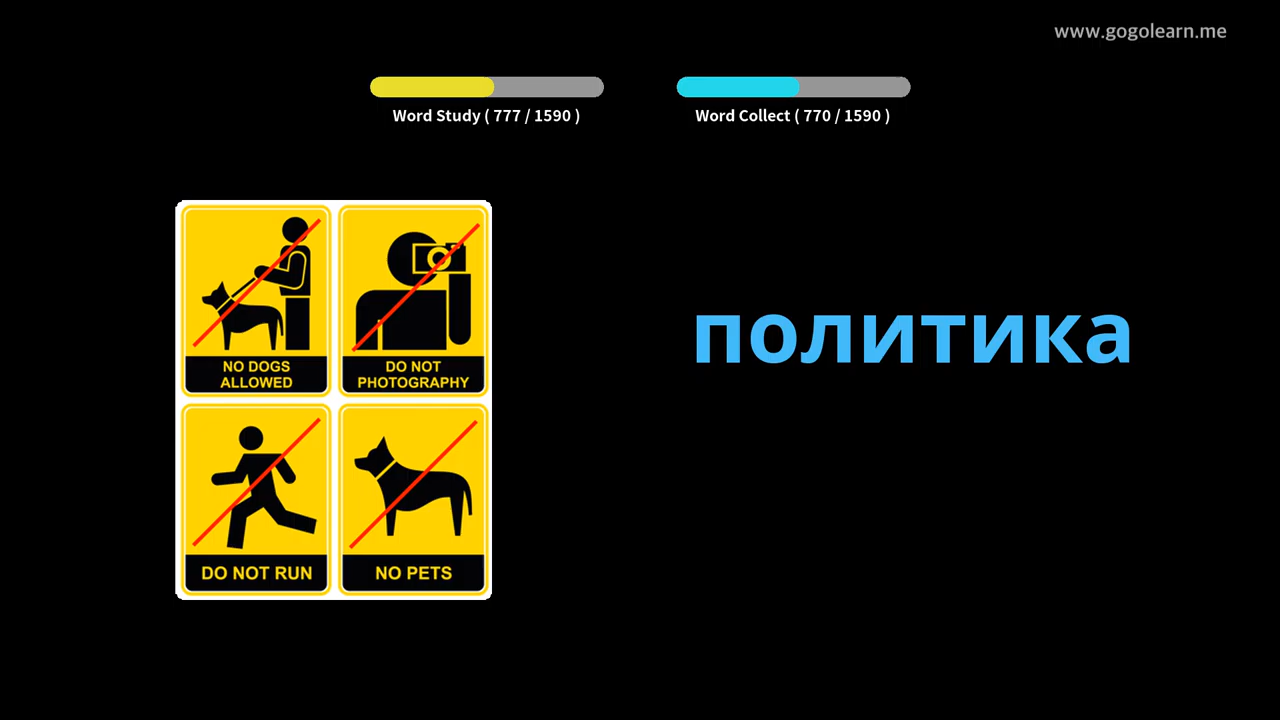 www.gogolearn.me
Word Study ( 777 / 1590 )
Word Collect ( 770 / 1590 )
NO DOGS
ALLOWED
DO NOT
PHOTOGRAPHY
политика
DO NOT RUN
NO PETS